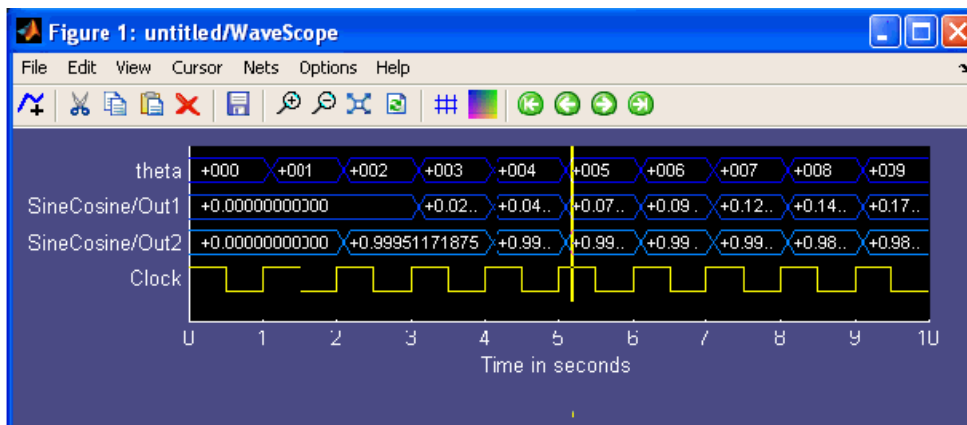 Figure 1: untitled/WaveScope
File Edit View Cursor Nets Options Help
theta +000 +001 +002 +003 +004 +005 +006 +007 +008 +009
SineCosine/Out1 +0.00000000000 +0.02.. +0.04.. +0.07.. +0.09 . +0.12.. +0.14.. +0.17..
SineCosine/Out2 +0.00000000000 +0.99951171875 +0.99.. +0.99.. +0.99 . +0.99.. +0.98.. +0.98..
Clock
0 1 2 3 4 5 6 7 8 9 10
Time in seconds